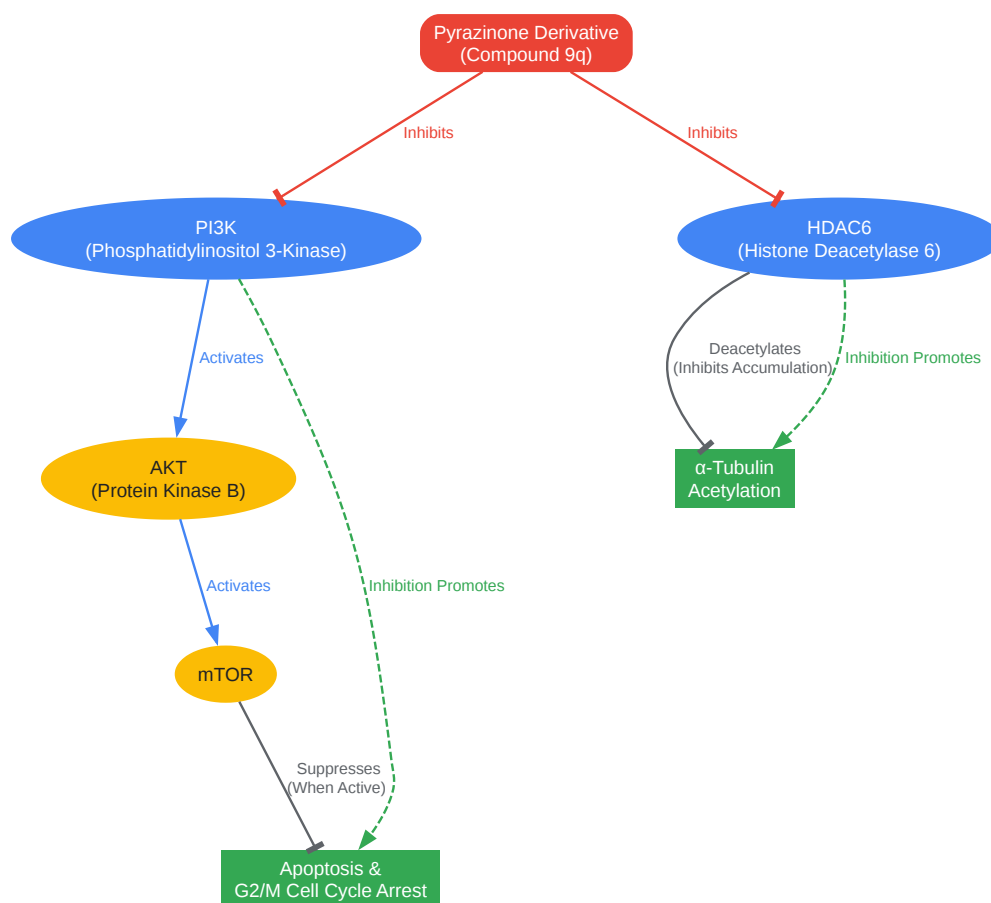 Pyrazinone Derivative
(Compound 9q)
Inhibits
Inhibits
PI3K
(Phosphatidylinositol 3-Kinase)
HDAC6
(Histone Deacetylase 6)
Activates
Deacetylates
(Inhibits Accumulation)
Inhibition Promotes
AKT
(Protein Kinase B)
α-Tubulin
Acetylation
Activates
Inhibition Promotes
mTOR
Suppresses
(When Active)
Apoptosis &
G2/M Cell Cycle Arrest